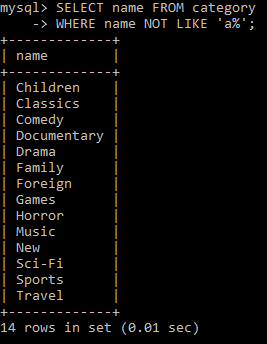 mysql> SELECT name FROM category
    -> WHERE name NOT LIKE 'a%';
+-------------+
| name        |
+-------------+
| Children    |
| Classics    |
| Comedy      |
| Documentary |
| Drama       |
| Family      |
| Foreign     |
| Games       |
| Horror      |
| Music       |
| New         |
| Sci-Fi      |
| Sports      |
| Travel      |
+-------------+
14 rows in set (0.01 sec)